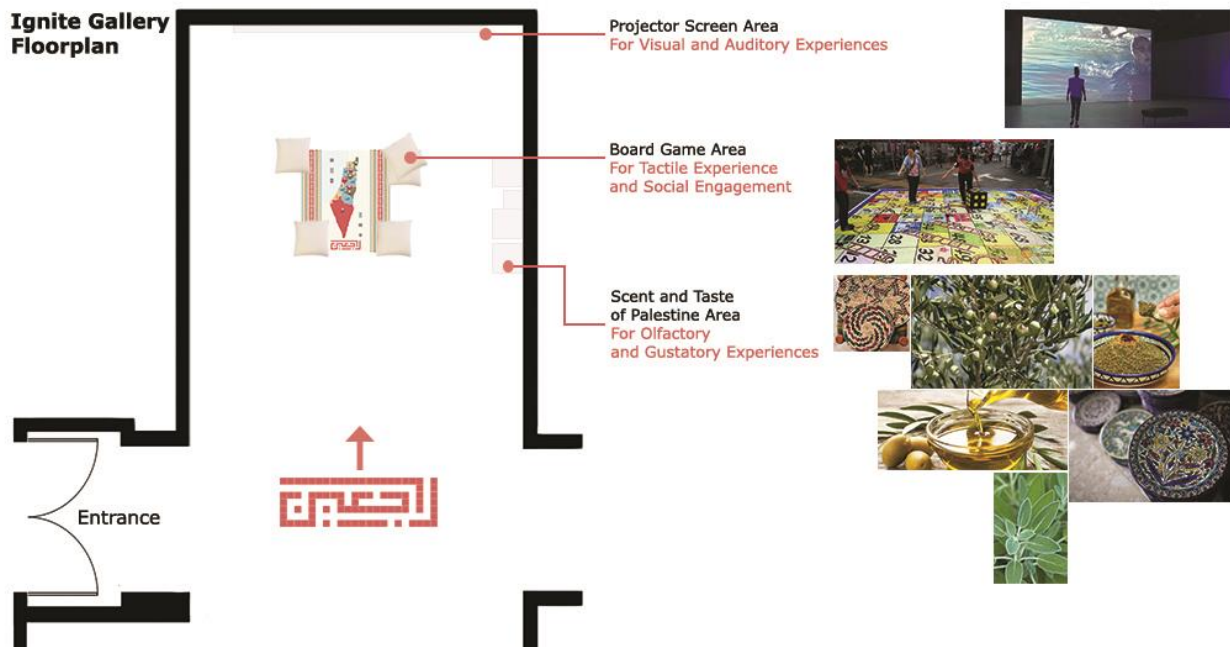 Ignite Gallery
Floorplan
Projector Screen Area
For Visual and Auditory Experiences
Board Game Area
For Tactile Experience
and Social Engagement
Scent and Taste
of Palestine Area
For Olfactory
and Gustatory Experiences
Entrance